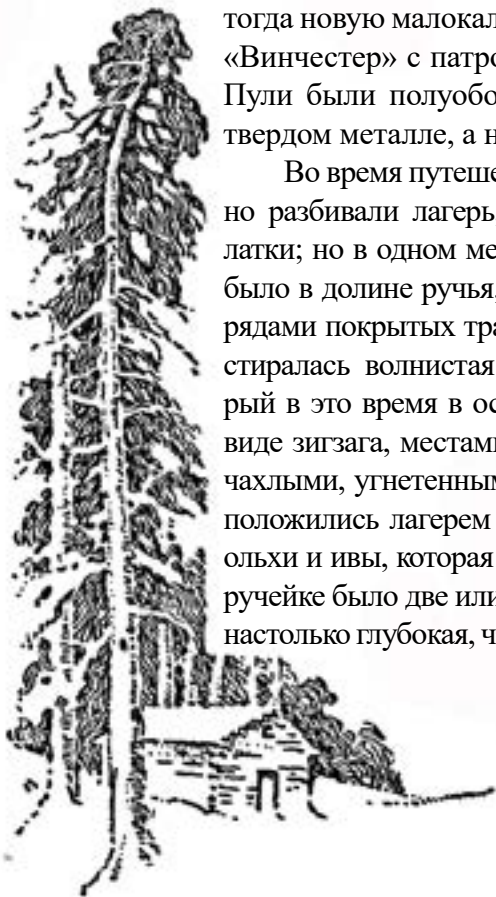 тогда новую малокал
«Винчестер» с патро
Пули были полуобо
твердом металле, а н
Во время путеше
но разбивали лагерь
латки; но в одном ме
было в долине ручья,
рядами покрытых тра
стиралась волнистая
рый в это время в ос
виде зигзага, местами
чахлыми, угнетенным
положились лагерем
ольхи и ивы, которая
ручейке было две или
настолько глубокая, ч